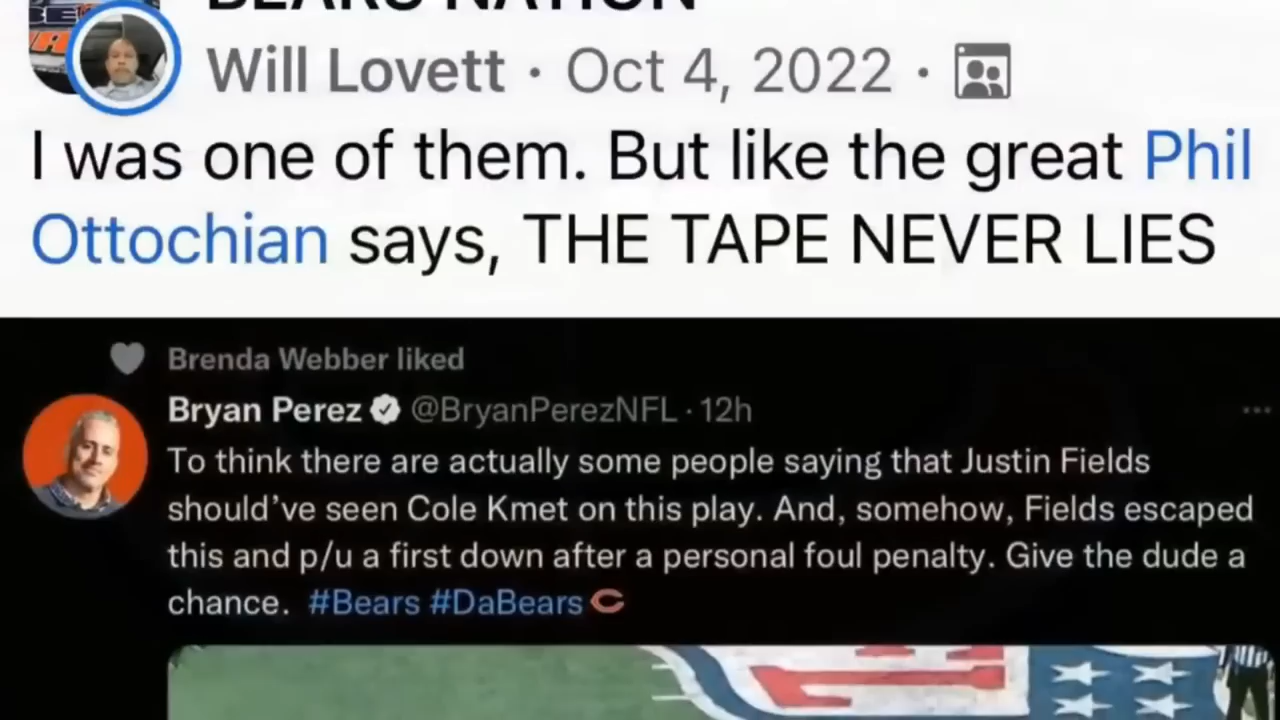 BEARS NATION
Will Lovett · Oct 4, 2022 ·
I was one of them. But like the great Phil
Ottochian says, THE TAPE NEVER LIES
Brenda Webber liked
Bryan Perez @BryanPerezNFL · 12h
To think there are actually some people saying that Justin Fields
should've seen Cole Kmet on this play. And, somehow, Fields escaped
this and p/u a first down after a personal foul penalty. Give the dude a
chance. #Bears #DaBears